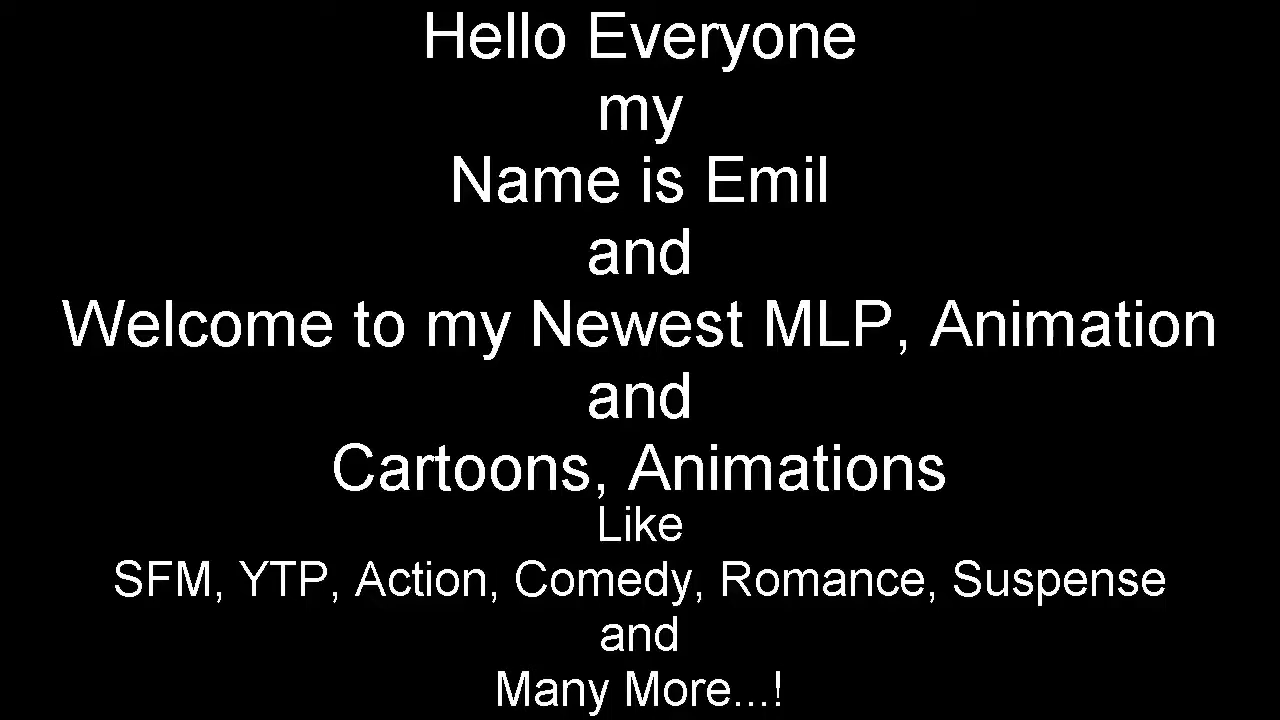 Hello Everyone
my
Name is Emil
and
Welcome to my Newest MLP, Animation
and
Cartoons, Animations
Like
SFM, YTP, Action, Comedy, Romance, Suspense
and
Many More...!